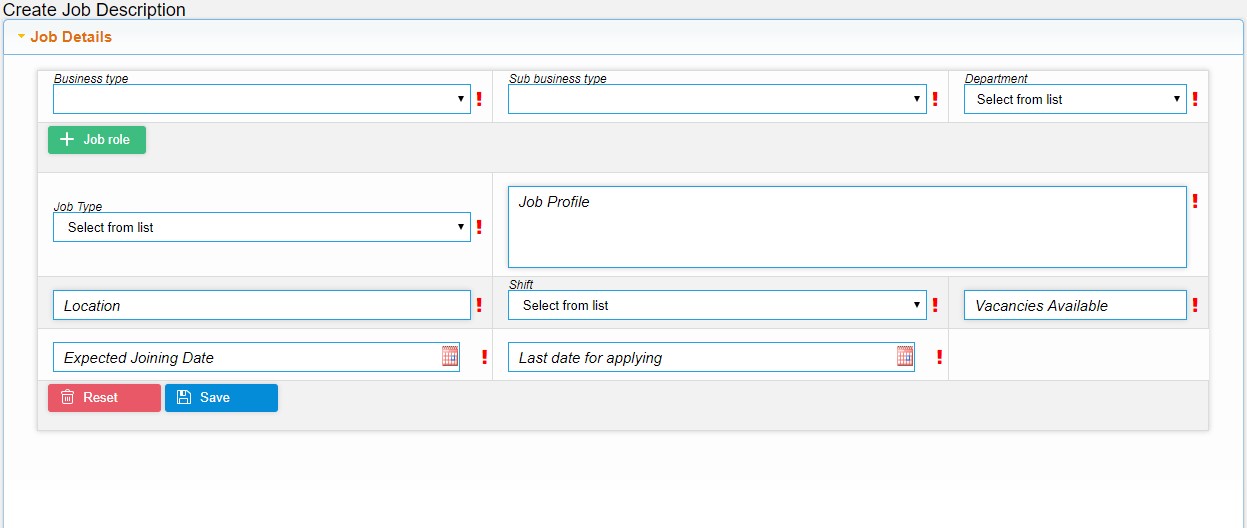 Create Job Description
Job Details
Business type
Sub business type
Department
Select from list
Job role
Job Type
Select from list
Job Profile
Location
Shift
Select from list
Vacancies Available
Expected Joining Date
Last date for applying
Reset
Save